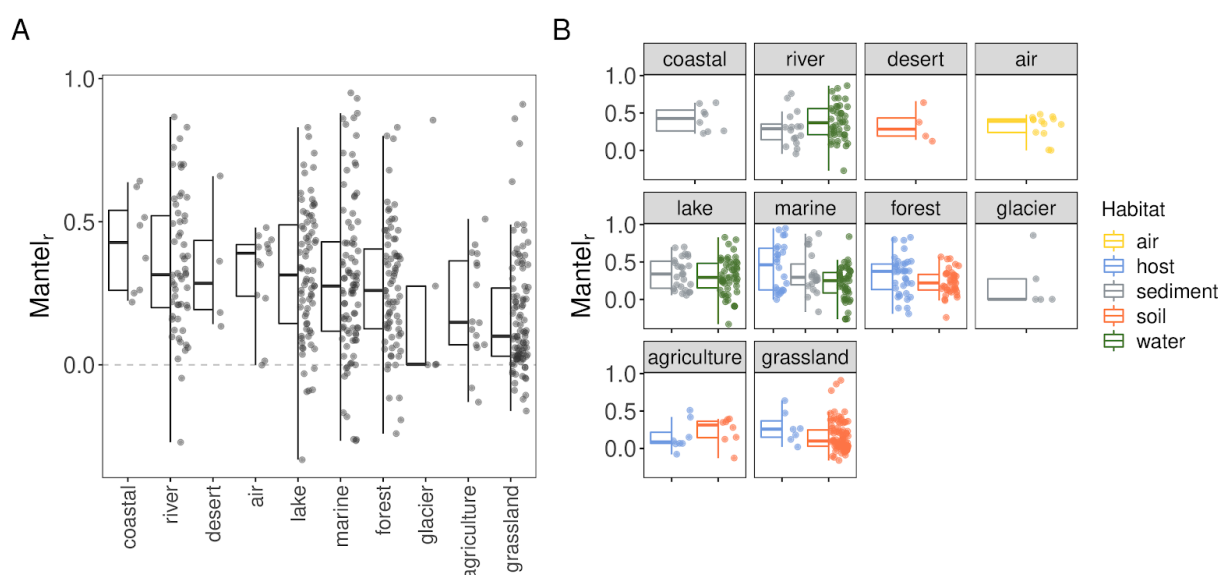 A
B
Mantelr
1.0
0.5
0.0
coastal
river
desert
air
lake
marine
forest
glacier
agriculture
grassland
Mantelr
coastal river desert air
1.0
0.5
0.0
lake marine forest glacier
1.0
0.5
0.0
agriculture grassland
1.0
0.5
0.0
Habitat
air
host
sediment
soil
water